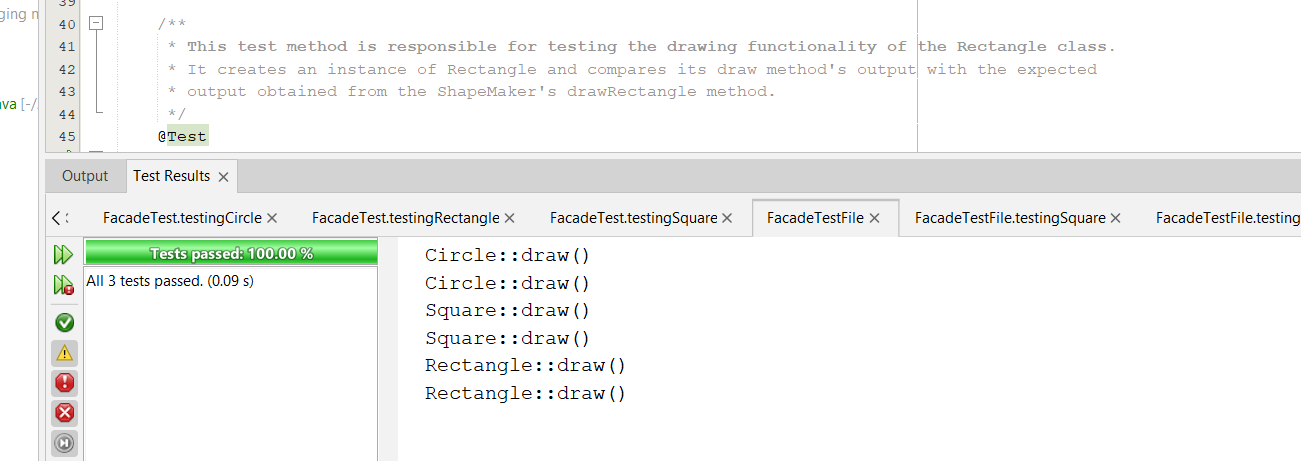 39
ging n
40 /**
41 * This test method is responsible for testing the drawing functionality of the Rectangle class.
42 * It creates an instance of Rectangle and compares its draw method's output with the expected
43 * output obtained from the ShapeMaker's drawRectangle method.
ava [-/
44 */
45 @Test
Output Test Results
FacadeTest.testingCircle FacadeTest.testingRectangle FacadeTest.testingSquare FacadeTestFile FacadeTestFile.testingSquare FacadeTestFile.testing
Tests passed: 100.00 %
All 3 tests passed. (0.09 s)
Circle::draw()
Circle::draw()
Square::draw()
Square::draw()
Rectangle::draw()
Rectangle::draw()